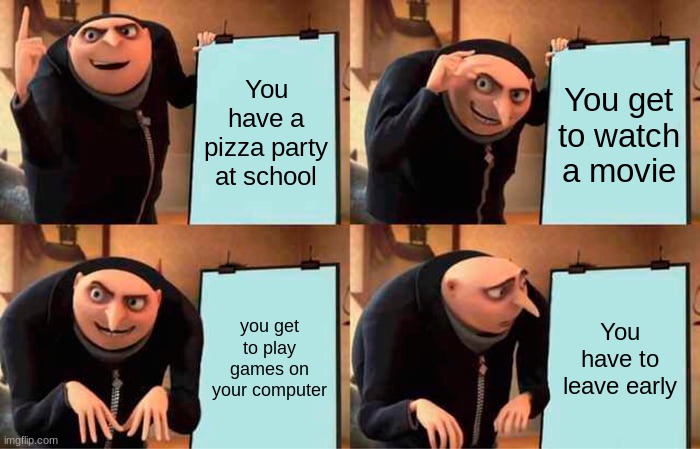 You
have a
pizza party
at school
You get
to watch
a movie
you get
to play
games on
your computer
You
have to
leave early
imgflip.com